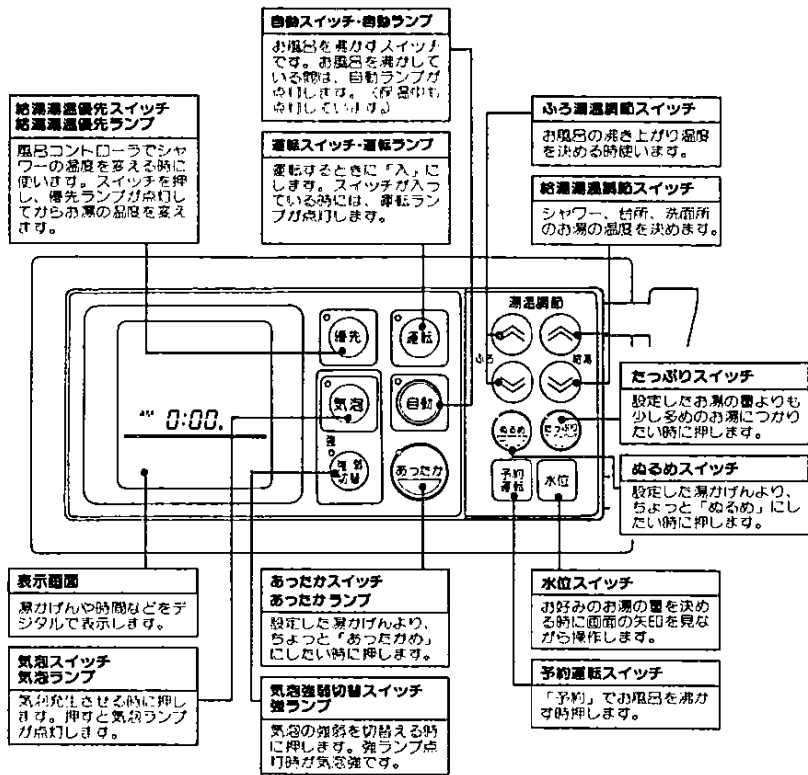 自動スイッチ・自動ランプ
お風呂を沸かすスイッチ
です。お風呂を沸かして
いる間は、自動ランプが
点灯します。（保温中も
点灯しています。）
給湯湯温優先スイッチ
給湯湯温優先ランプ
風呂コントローラでシャ
ワーの温度を変える時に
使います。スイッチを押
し、優先ランプが点灯し
てからお湯の温度を変え
ます。
運転スイッチ・運転ランプ
運転するときに「入」に
します。スイッチが入っ
ている時には、運転ラン
プが点灯します。
ふろ湯温調節スイッチ
お風呂の沸き上がり温度
を決める時使います。
給湯湯温調節スイッチ
シャワー、台所、洗面所
のお湯の温度を決めます。
湯温調節
優先
運転
ふろ
給湯
気泡
自動
AM 0:00
強
強弱
切替
あったか
ぬるめ
たっぷり
予約
運転
水位
たっぷりスイッチ
設定したお湯の量よりも
少し多めのお湯につかり
たい時に押します。
ぬるめスイッチ
設定した湯かげんより、
ちょっと「ぬるめ」にし
たい時に押します。
表示画面
湯かげんや時間などをデ
ジタルで表示します。
気泡スイッチ
気泡ランプ
気泡発生させる時に押し
ます。押すと気泡ランプ
が点灯します。
あったかスイッチ
あったかランプ
設定した湯かげんより、
ちょっと「あったかめ」
にしたい時に押します。
気泡強弱切替スイッチ
強ランプ
気泡の強弱を切替える時
に押します。強ランプ点
灯時が気泡強です。
水位スイッチ
お好みのお湯の量を決め
る時に画面の矢印を見な
がら操作します。
予約運転スイッチ
「予約」でお風呂を沸か
す時押します。